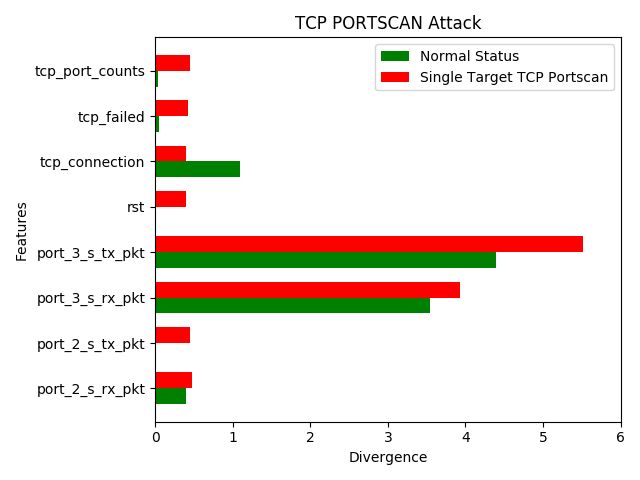 TCP PORTSCAN Attack
Normal Status
Single Target TCP Portscan
tcp_port_counts
tcp_failed
tcp_connection
rst
port_3_s_tx_pkt
port_3_s_rx_pkt
port_2_s_tx_pkt
port_2_s_rx_pkt
Features
0 1 2 3 4 5 6
Divergence